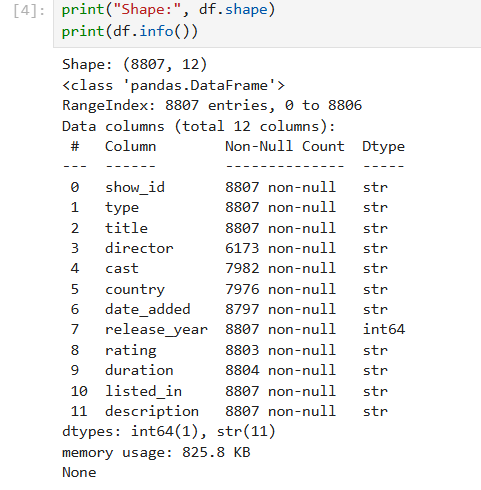 [4]: print("Shape:", df.shape)
print(df.info())
Shape: (8807, 12)
<class 'pandas.DataFrame'>
RangeIndex: 8807 entries, 0 to 8806
Data columns (total 12 columns):
 #   Column        Non-Null Count  Dtype
---  ------        --------------  -----
 0   show_id       8807 non-null   str
 1   type          8807 non-null   str
 2   title         8807 non-null   str
 3   director      6173 non-null   str
 4   cast          7982 non-null   str
 5   country       7976 non-null   str
 6   date_added    8797 non-null   str
 7   release_year  8807 non-null   int64
 8   rating        8803 non-null   str
 9   duration      8804 non-null   str
 10  listed_in     8807 non-null   str
 11  description   8807 non-null   str
dtypes: int64(1), str(11)
memory usage: 825.8 KB
None